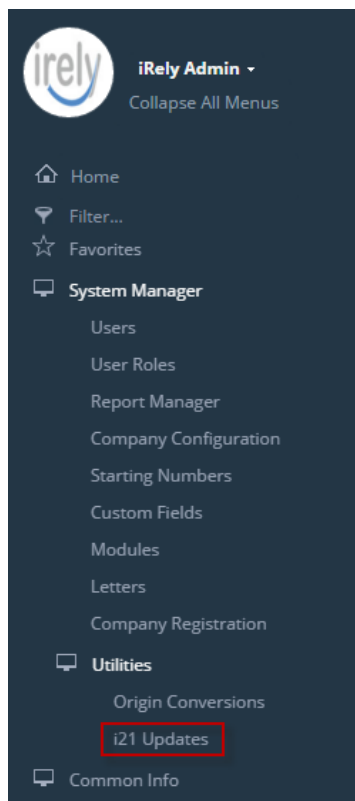 irely
iRely Admin
Collapse All Menus
Home
Filter...
Favorites
System Manager
Users
User Roles
Report Manager
Company Configuration
Starting Numbers
Custom Fields
Modules
Letters
Company Registration
Utilities
Origin Conversions
i21 Updates
Common Info